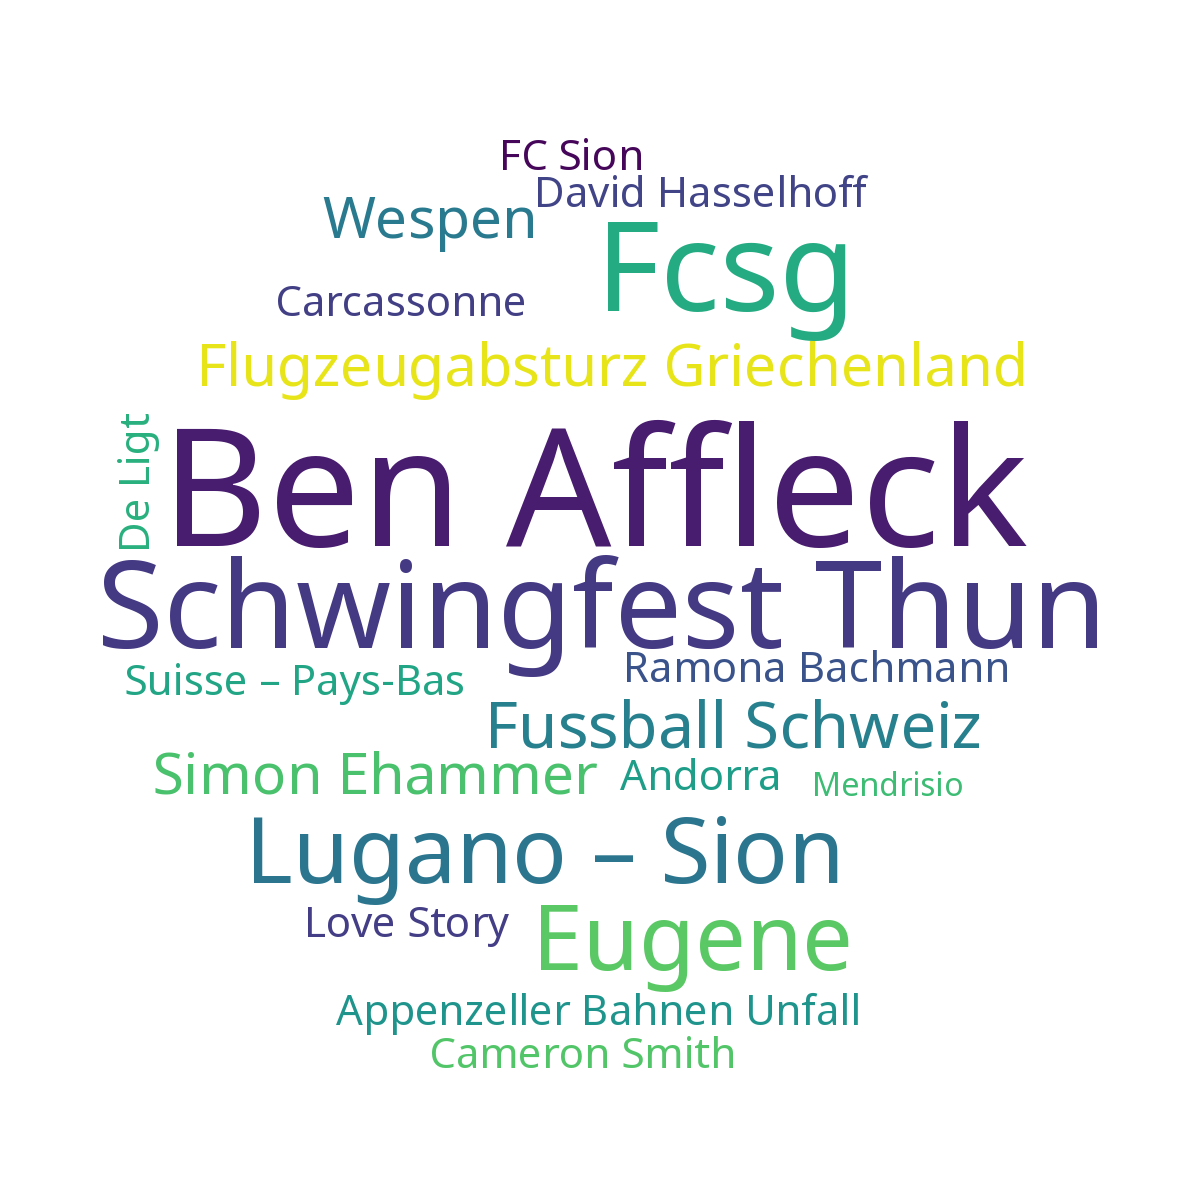 FC Sion
David Hasselhoff
Wespen
Fcsg
Carcassonne
Flugzeugabsturz Griechenland
De Ligt
Ben Affleck
Schwingfest Thun
Suisse – Pays-Bas
Ramona Bachmann
Fussball Schweiz
Simon Ehammer
Andorra
Mendrisio
Lugano – Sion
Love Story
Eugene
Appenzeller Bahnen Unfall
Cameron Smith